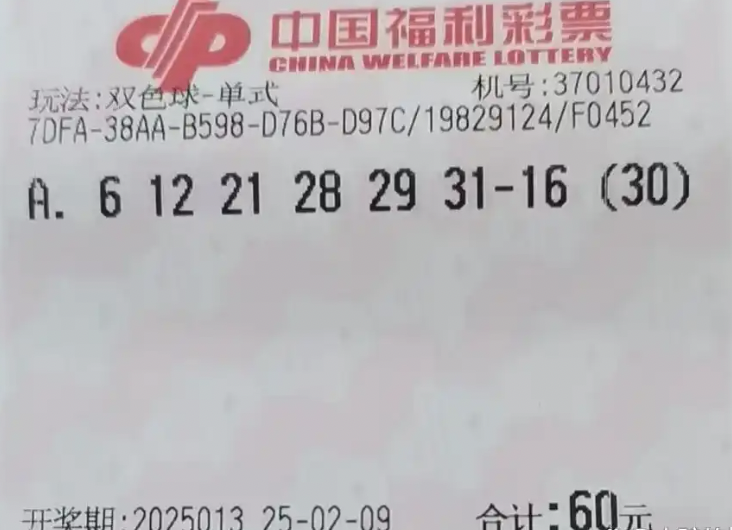 中国福利彩票
CHINA WELFARE LOTTERY
玩法:双色球-单式 机号:37010432
7DFA-38AA-B598-D76B-D97C/19829124/F0452
A. 6 12 21 28 29 31-16 (30)
开奖期:2025013 25-02-09 合计:60元